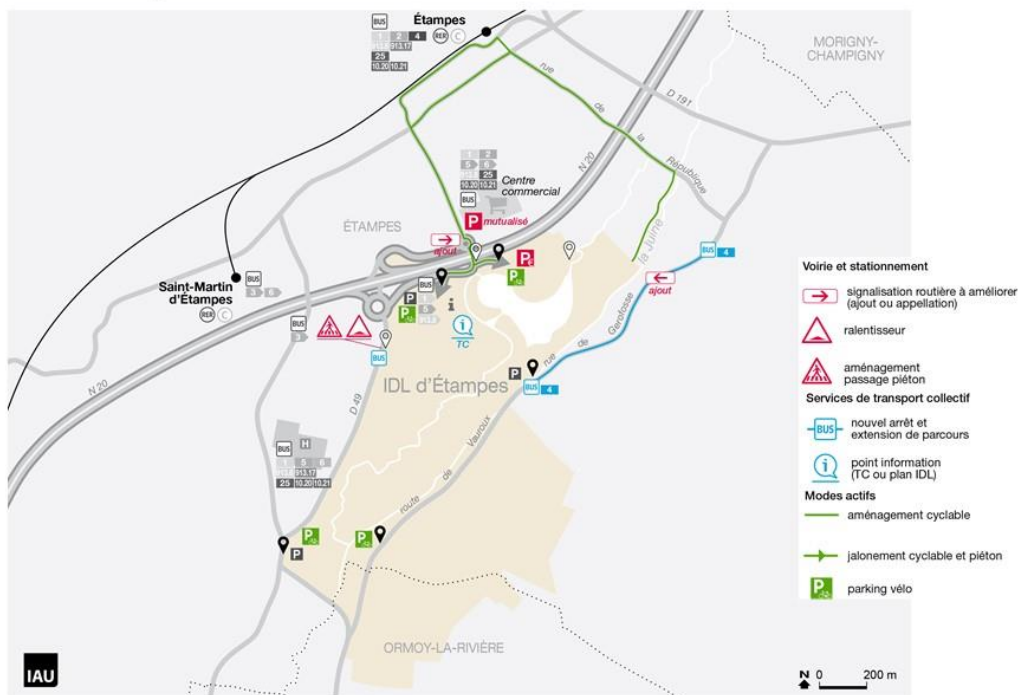 BUS
Étampes
1 2 4 RER C
913.17
25
10.20 10.21
MORIGNY-
CHAMPIGNY
rue
de
la
République
D 191
N 20
1 2
5 6
25
10.20 10.21
Centre
commercial
BUS
P mutualisé
ÉTAMPES
ajout
la Juine
BUS 4
ajout
Saint-Martin
d'Étampes
BUS
3 6
RER C
P
P
BUS
P 1
P 5
i
i
TC
BUS
3
BUS
N 20
IDL d'Étampes
P
BUS 4
rue de Gerofosse
D 49
BUS H
1 5 6
913.17
25 10.20 10.21
route de Vauroux
P
P
P
ORMOY-LA-RIVIÈRE
IAU
N 0 200 m
Voirie et stationnement
signalisation routière à améliorer
(ajout ou appellation)
ralentisseur
aménagement
passage piéton
Services de transport collectif
BUS
nouvel arrêt et
extension de parcours
i
point information
(TC ou plan IDL)
Modes actifs
aménagement cyclable
jalonement cyclable et piéton
P
parking vélo